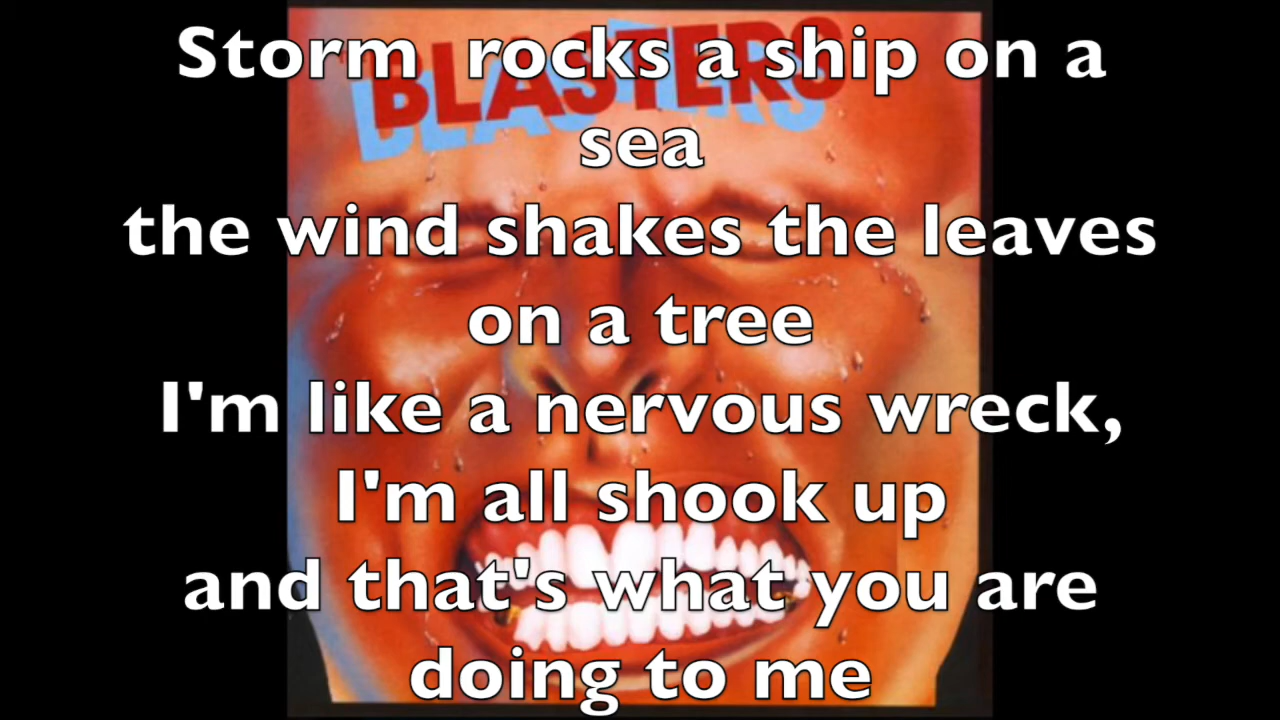 BLASTERS
Storm  rocks a ship on a
sea
the wind shakes the leaves
on a tree
I'm like a nervous wreck,
I'm all shook up
and that's what you are
doing to me